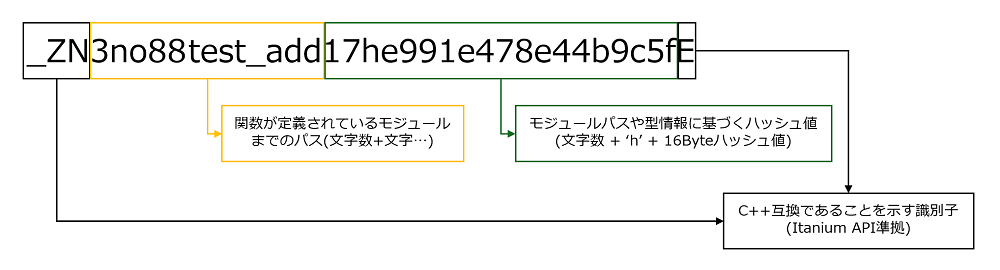 _ZN3no88test_add17he991e478e44b9c5fE
関数が定義されているモジュール
までのパス(文字数+文字…)
モジュールパスや型情報に基づくハッシュ値
(文字数 + ‘h’ + 16Byteハッシュ値)
C++互換であることを示す識別子
(Itanium API準拠)